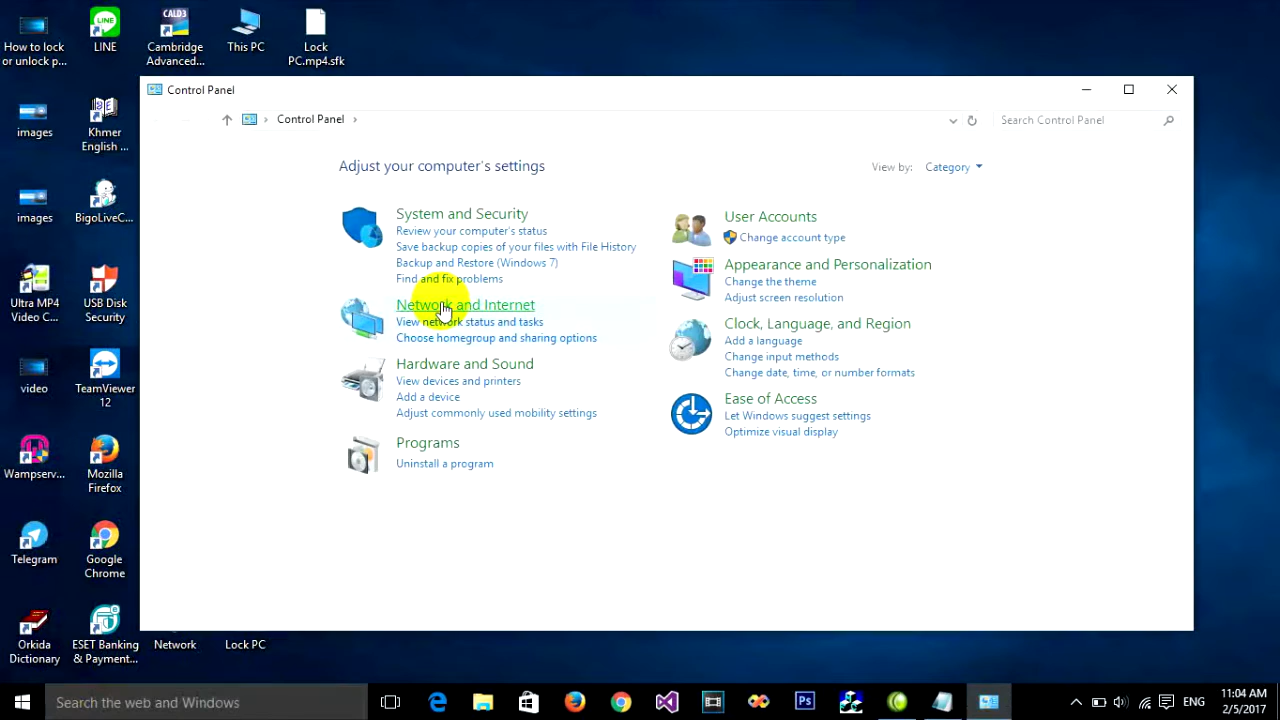 How to lock
or unlock p...
LINE
Cambridge
Advanced...
This PC
Lock
PC.mp4.sfk
images
Khmer
English ...
images
BigoLiveC...
Ultra MP4
Video C...
USB Disk
Security
video
TeamViewer
12
Wampserv...
Mozilla
Firefox
Telegram
Google
Chrome
Orkida
Dictionary
ESET Banking
& Payment...
Network
Lock PC
CALD3
LINE
Control Panel
Control Panel
Search Control Panel
Adjust your computer's settings
View by:
Category
System and Security
Review your computer's status
Save backup copies of your files with File History
Backup and Restore (Windows 7)
Find and fix problems
Network and Internet
View network status and tasks
Choose homegroup and sharing options
Hardware and Sound
View devices and printers
Add a device
Adjust commonly used mobility settings
Programs
Uninstall a program
User Accounts
Change account type
Appearance and Personalization
Change the theme
Adjust screen resolution
Clock, Language, and Region
Add a language
Change input methods
Change date, time, or number formats
Ease of Access
Let Windows suggest settings
Optimize visual display
Search the web and Windows
Ps
ENG
11:04 AM
2/5/2017